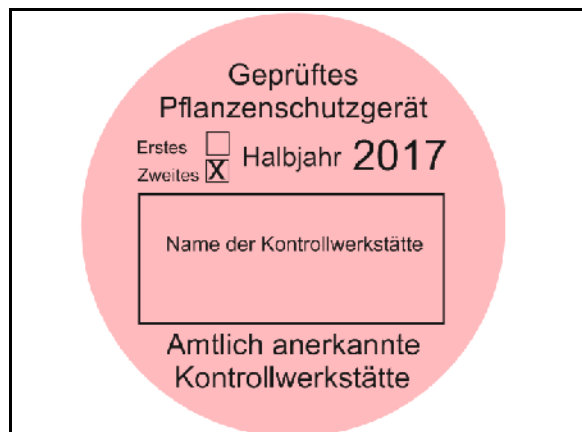 Geprüftes
Pflanzenschutzgerät
Erstes
Zweites X Halbjahr 2017
Name der Kontrollwerkstätte
Amtlich anerkannte
Kontrollwerkstätte